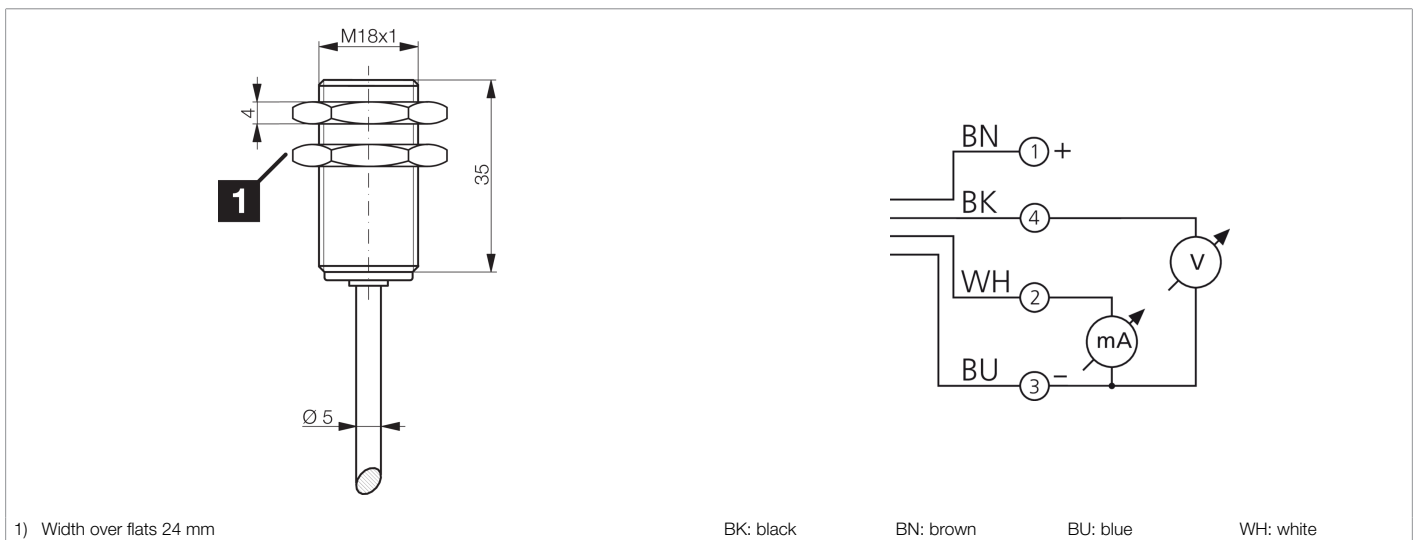 M18x1
4
35
1
Ø 5
BN 1 +
BK 4
V
WH 2
mA
BU 3 −
1) Width over flats 24 mm
BK: black BN: brown BU: blue WH: white